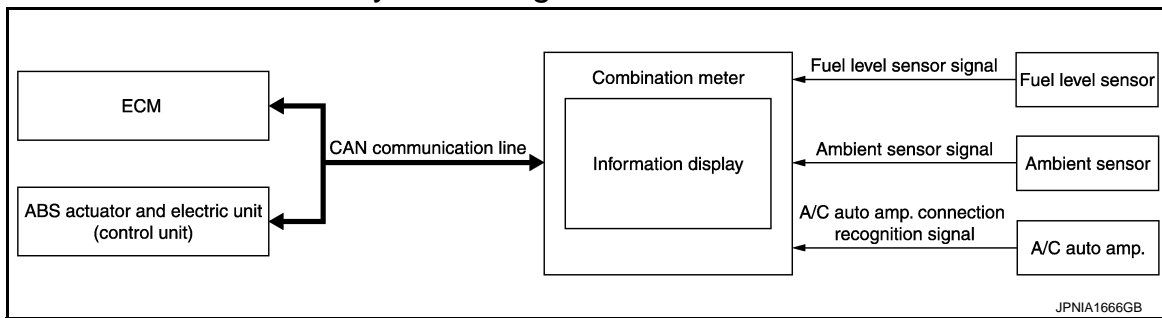 ECM
ABS actuator and electric unit
(control unit)
CAN communication line
Combination meter
Information display
Fuel level sensor signal
Fuel level sensor
Ambient sensor signal
Ambient sensor
A/C auto amp. connection
recognition signal
A/C auto amp.
JPNIA1666GB